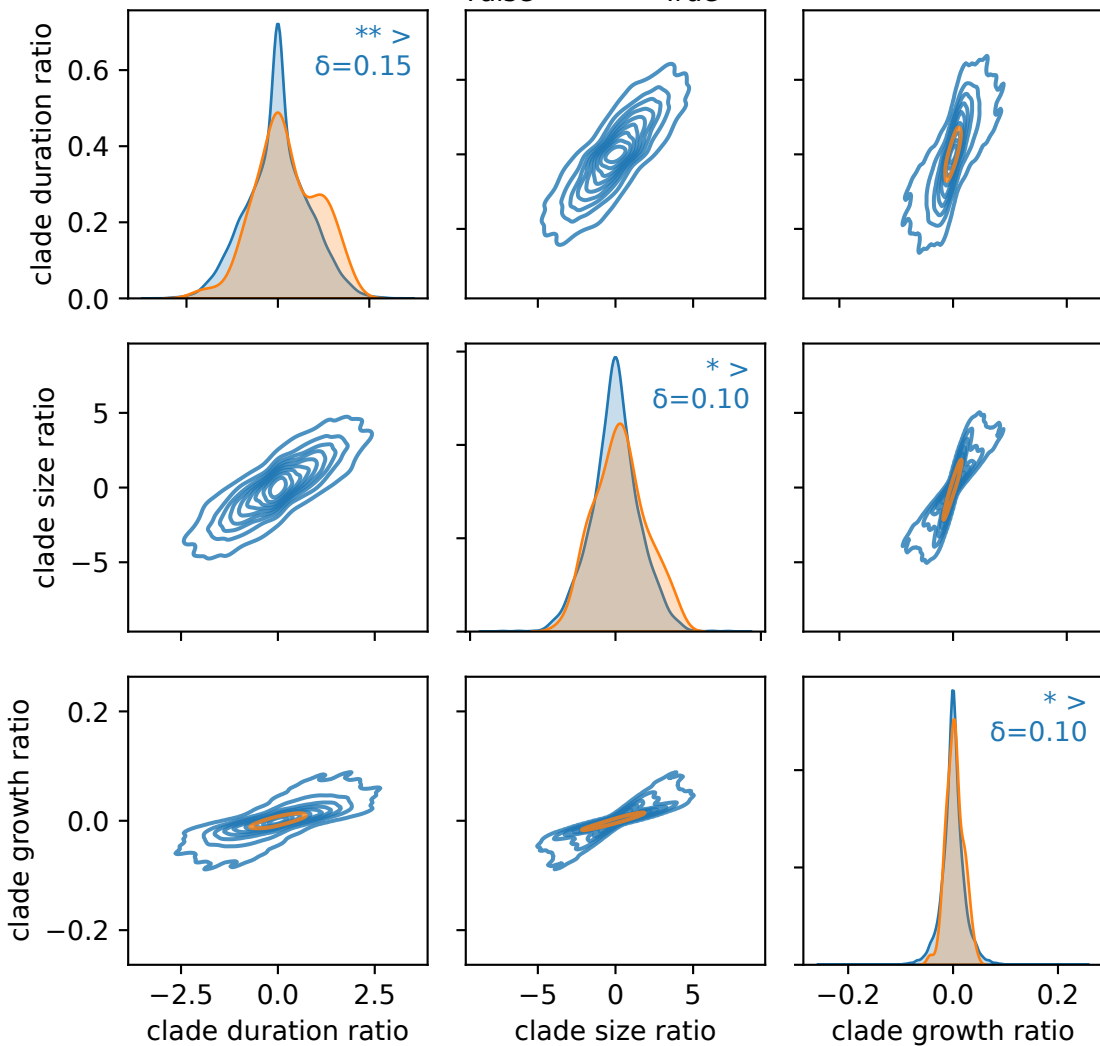 clade duration ratio
0.6
0.4
0.2
0.0
** >
δ=0.15
clade size ratio
5
0
−5
* >
δ=0.10
clade growth ratio
0.2
0.0
−0.2
* >
δ=0.10
−2.5 0.0 2.5
−5 0 5
−0.2 0.0 0.2
clade duration ratio
clade size ratio
clade growth ratio